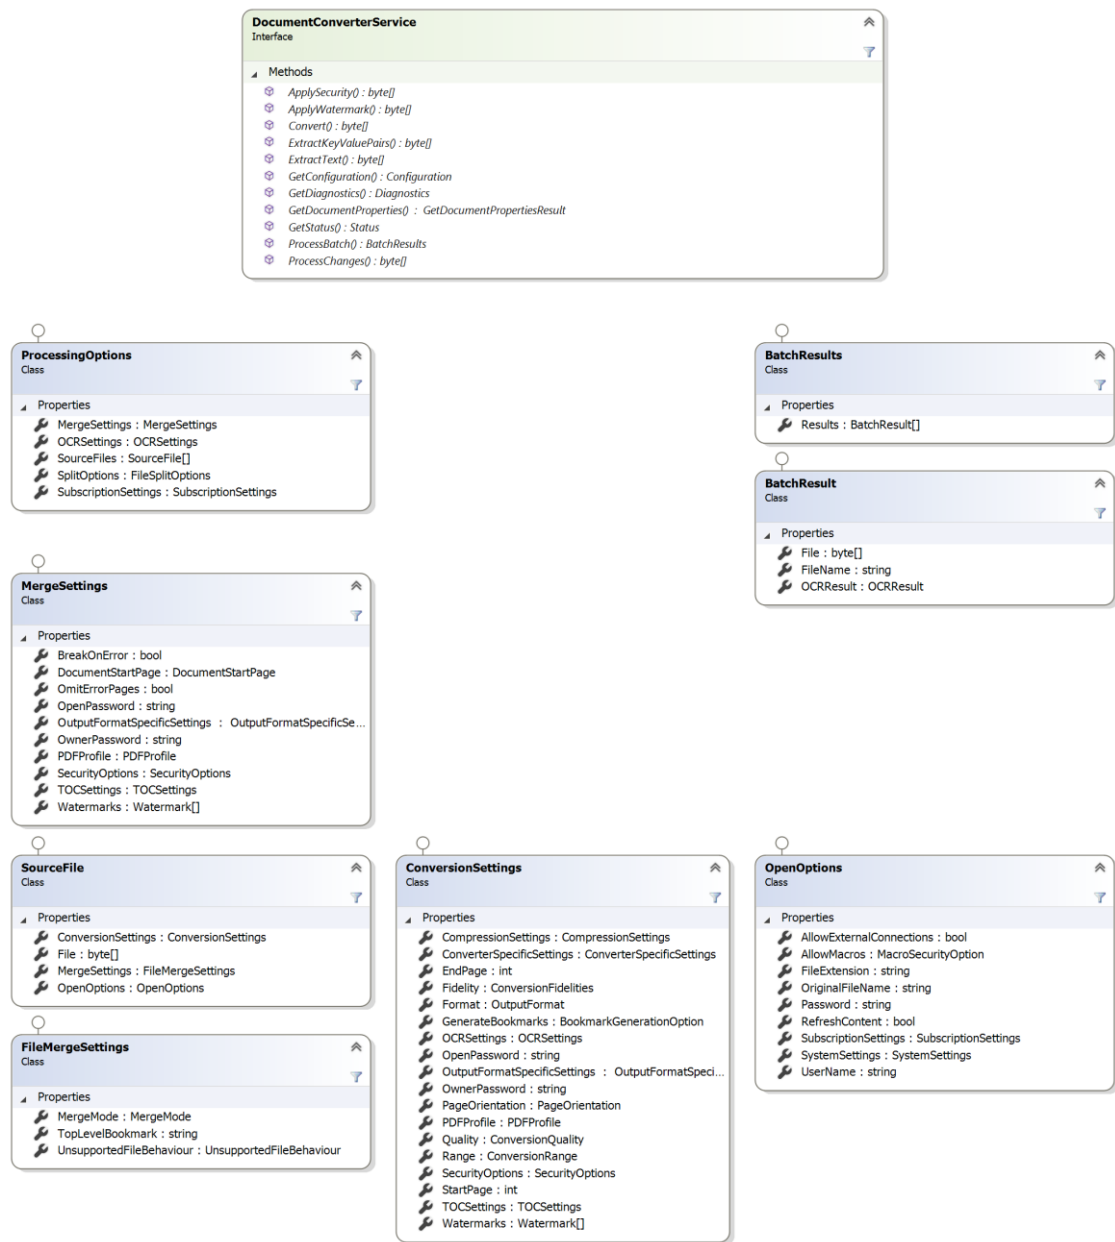 DocumentConverterService
Interface
Methods
ApplySecurity() : byte[]
ApplyWatermark() : byte[]
Convert() : byte[]
ExtractKeyValuePairs() : byte[]
ExtractText() : byte[]
GetConfiguration() : Configuration
GetDiagnostics() : Diagnostics
GetDocumentProperties() : GetDocumentPropertiesResult
GetStatus() : Status
ProcessBatch() : BatchResults
ProcessChanges() : byte[]
ProcessingOptions
Class
Properties
MergeSettings : MergeSettings
OCRSettings : OCRSettings
SourceFiles : SourceFile[]
SplitOptions : FileSplitOptions
SubscriptionSettings : SubscriptionSettings
BatchResults
Class
Properties
Results : BatchResult[]
BatchResult
Class
Properties
File : byte[]
FileName : string
OCRResult : OCRResult
MergeSettings
Class
Properties
BreakOnError : bool
DocumentStartPage : DocumentStartPage
OmitErrorPages : bool
OpenPassword : string
OutputFormatSpecificSettings : OutputFormatSpecificSe...
OwnerPassword : string
PDFProfile : PDFProfile
SecurityOptions : SecurityOptions
TOCSettings : TOCSettings
Watermarks : Watermark[]
SourceFile
Class
Properties
ConversionSettings : ConversionSettings
File : byte[]
MergeSettings : FileMergeSettings
OpenOptions : OpenOptions
FileMergeSettings
Class
Properties
MergeMode : MergeMode
TopLevelBookmark : string
UnsupportedFileBehaviour : UnsupportedFileBehaviour
ConversionSettings
Class
Properties
CompressionSettings : CompressionSettings
ConverterSpecificSettings : ConverterSpecificSettings
EndPage : int
Fidelity : ConversionFidelities
Format : OutputFormat
GenerateBookmarks : BookmarkGenerationOption
OCRSettings : OCRSettings
OpenPassword : string
OutputFormatSpecificSettings : OutputFormatSpeci...
OwnerPassword : string
PageOrientation : PageOrientation
PDFProfile : PDFProfile
Quality : ConversionQuality
Range : ConversionRange
SecurityOptions : SecurityOptions
StartPage : int
TOCSettings : TOCSettings
Watermarks : Watermark[]
OpenOptions
Class
Properties
AllowExternalConnections : bool
AllowMacros : MacroSecurityOption
FileExtension : string
OriginalFileName : string
Password : string
RefreshContent : bool
SubscriptionSettings : SubscriptionSettings
SystemSettings : SystemSettings
UserName : string